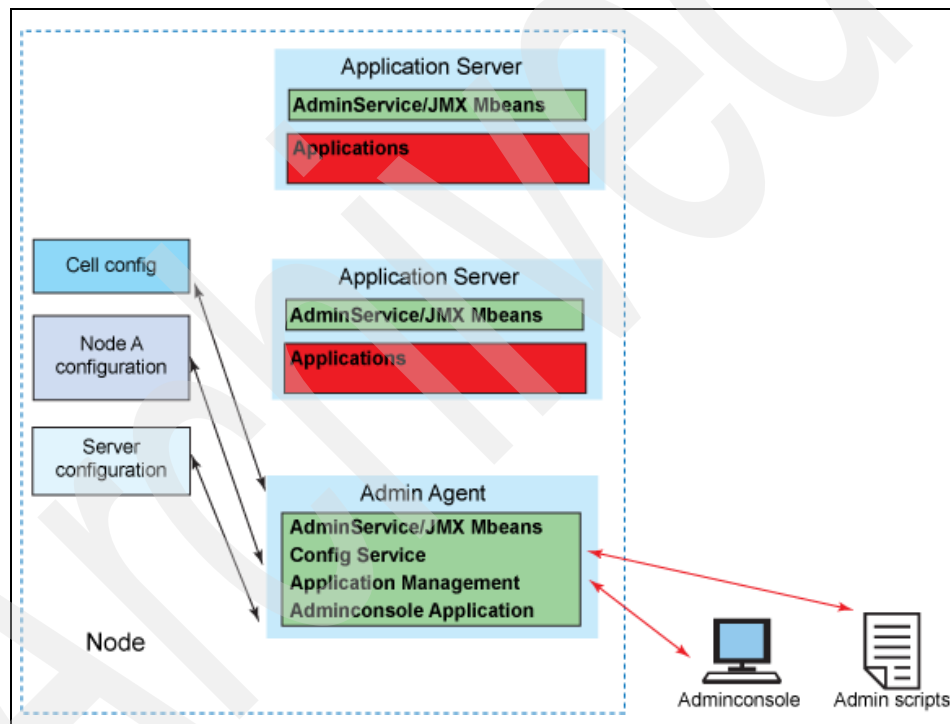 Application Server
AdminService/JMX Mbeans
Applications
Cell config
Application Server
AdminService/JMX Mbeans
Node A
configuration
Applications
Server
configuration
Admin Agent
AdminService/JMX Mbeans
Config Service
Application Management
Adminconsole Application
Node
Adminconsole
Admin scripts
Archived